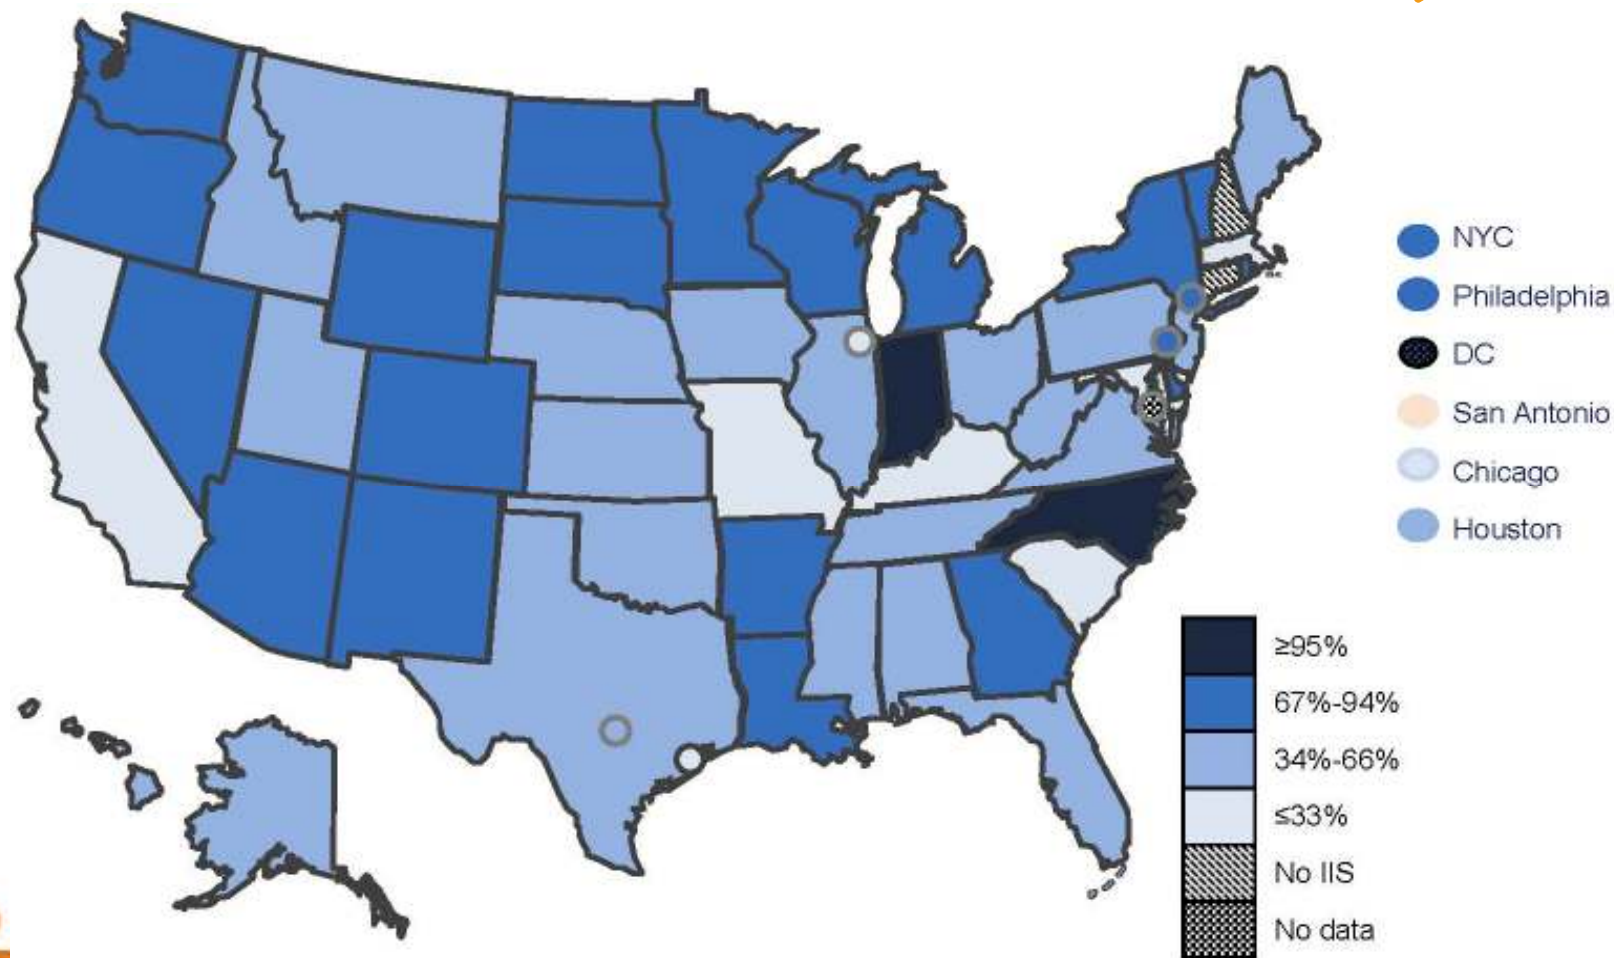 NYC
Philadelphia
DC
San Antonio
Chicago
Houston
≥95%
67%-94%
34%-66%
≤33%
No IIS
No data